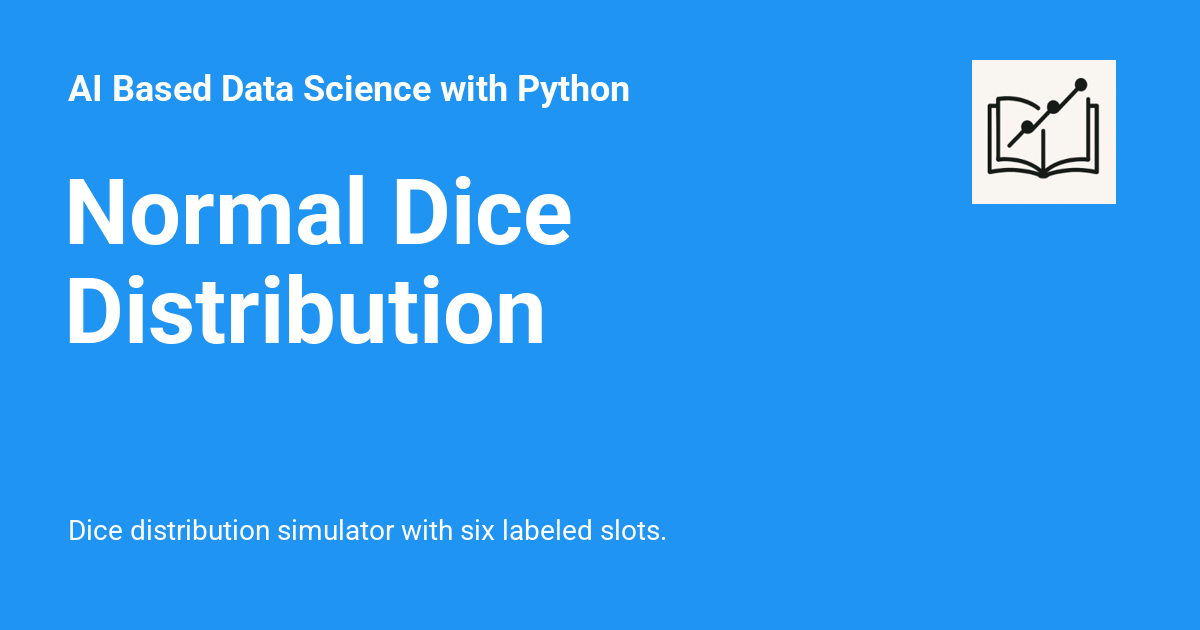 AI Based Data Science with Python
Normal Dice
Distribution
Dice distribution simulator with six labeled slots.